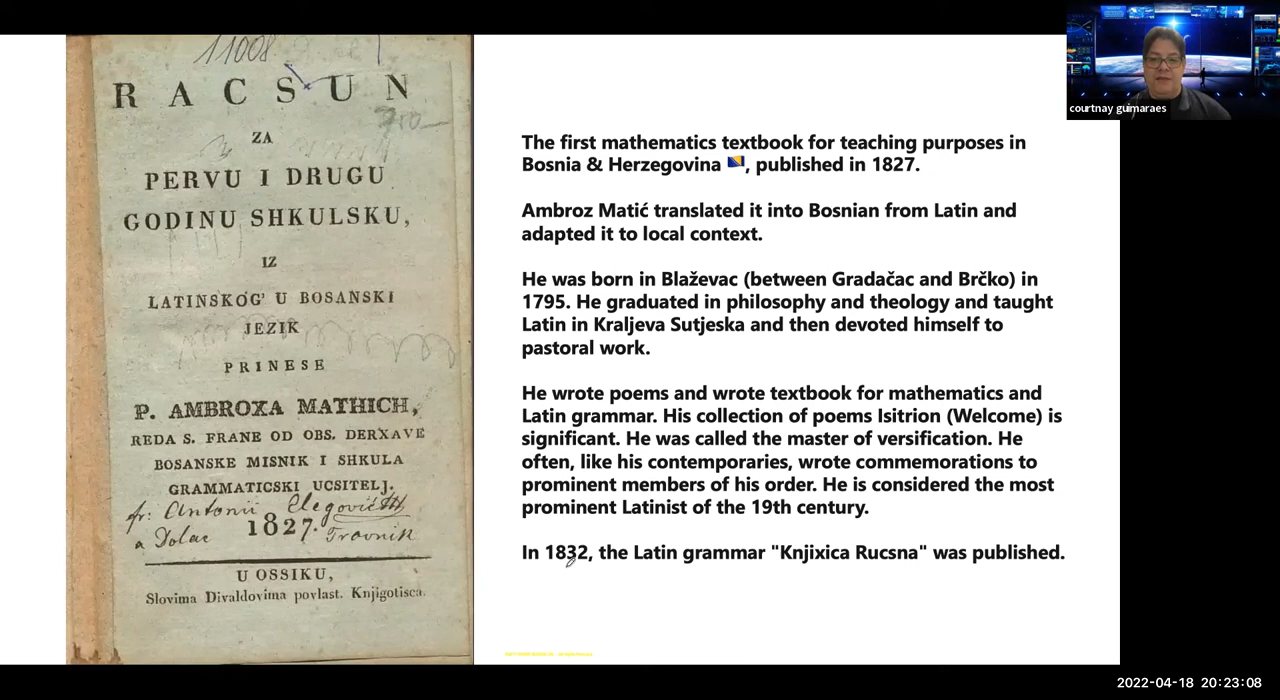 11008
RACSUN
ZA
PERVU I DRUGU
GODINU SHKULSKU,
IZ
LATINSKOG' U BOSANSKI
JEZIK
PRINESE
P. AMBROXA MATHICH,
REDA S. FRANE OD OBS. DERXAVE
BOSANSKE MISNIK I SHKULA
GRAMMATICSKI UCSITELJ.
fr: Antonii
1827.
a Dolac Travnik
U OSSIKU,
Slovima Divaldovima povlast. Knjigotisca.
The first mathematics textbook for teaching purposes in
Bosnia & Herzegovina, published in 1827.
Ambroz Matić translated it into Bosnian from Latin and
adapted it to local context.
He was born in Blaževac (between Gradačac and Brčko) in
1795. He graduated in philosophy and theology and taught
Latin in Kraljeva Sutjeska and then devoted himself to
pastoral work.
He wrote poems and wrote textbook for mathematics and
Latin grammar. His collection of poems Isitrion (Welcome) is
significant. He was called the master of versification. He
often, like his contemporaries, wrote commemorations to
prominent members of his order. He is considered the most
prominent Latinist of the 19th century.
In 1832, the Latin grammar "Knjixica Rucsna" was published.
courtnay guimaraes
2022-04-18 20:23:08